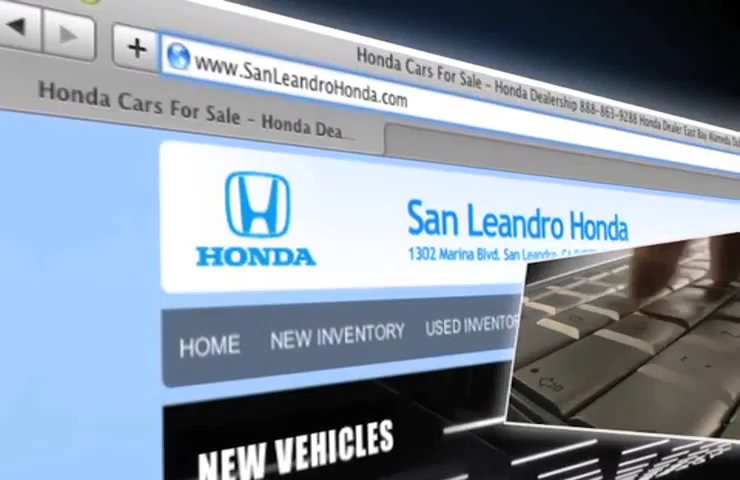 Honda Cars For Sale - Honda Dealership 888-863-9288 Honda Dealer East Bay Alameda
www.SanLeandroHonda.com
Honda Cars For Sale - Honda Dea...
HONDA
San Leandro Honda
1302 Marina Blvd. San Leandro,
HOME NEW INVENTORY USED INVENTOR
NEW VEHICLES